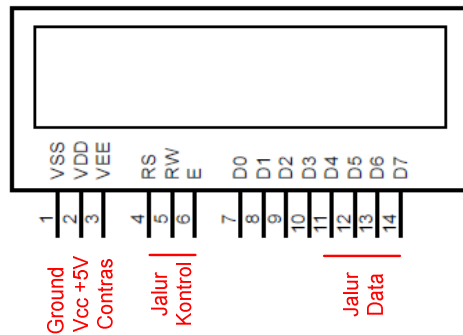 VSS
VDD
VEE
RS
RW
E
D0
D1
D2
D3
D4
D5
D6
D7
1
2
3
4
5
6
7
8
9
10
11
12
13
14
Ground
Vcc +5V
Contras
Jalur
Kontrol
Jalur
Data